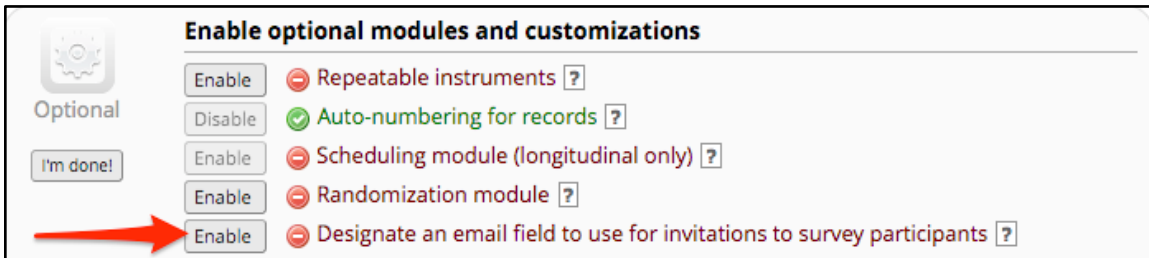 Enable optional modules and customizations
Optional
I'm done!
Enable Repeatable instruments ?
Disable Auto-numbering for records ?
Enable Scheduling module (longitudinal only) ?
Enable Randomization module ?
Enable Designate an email field to use for invitations to survey participants ?